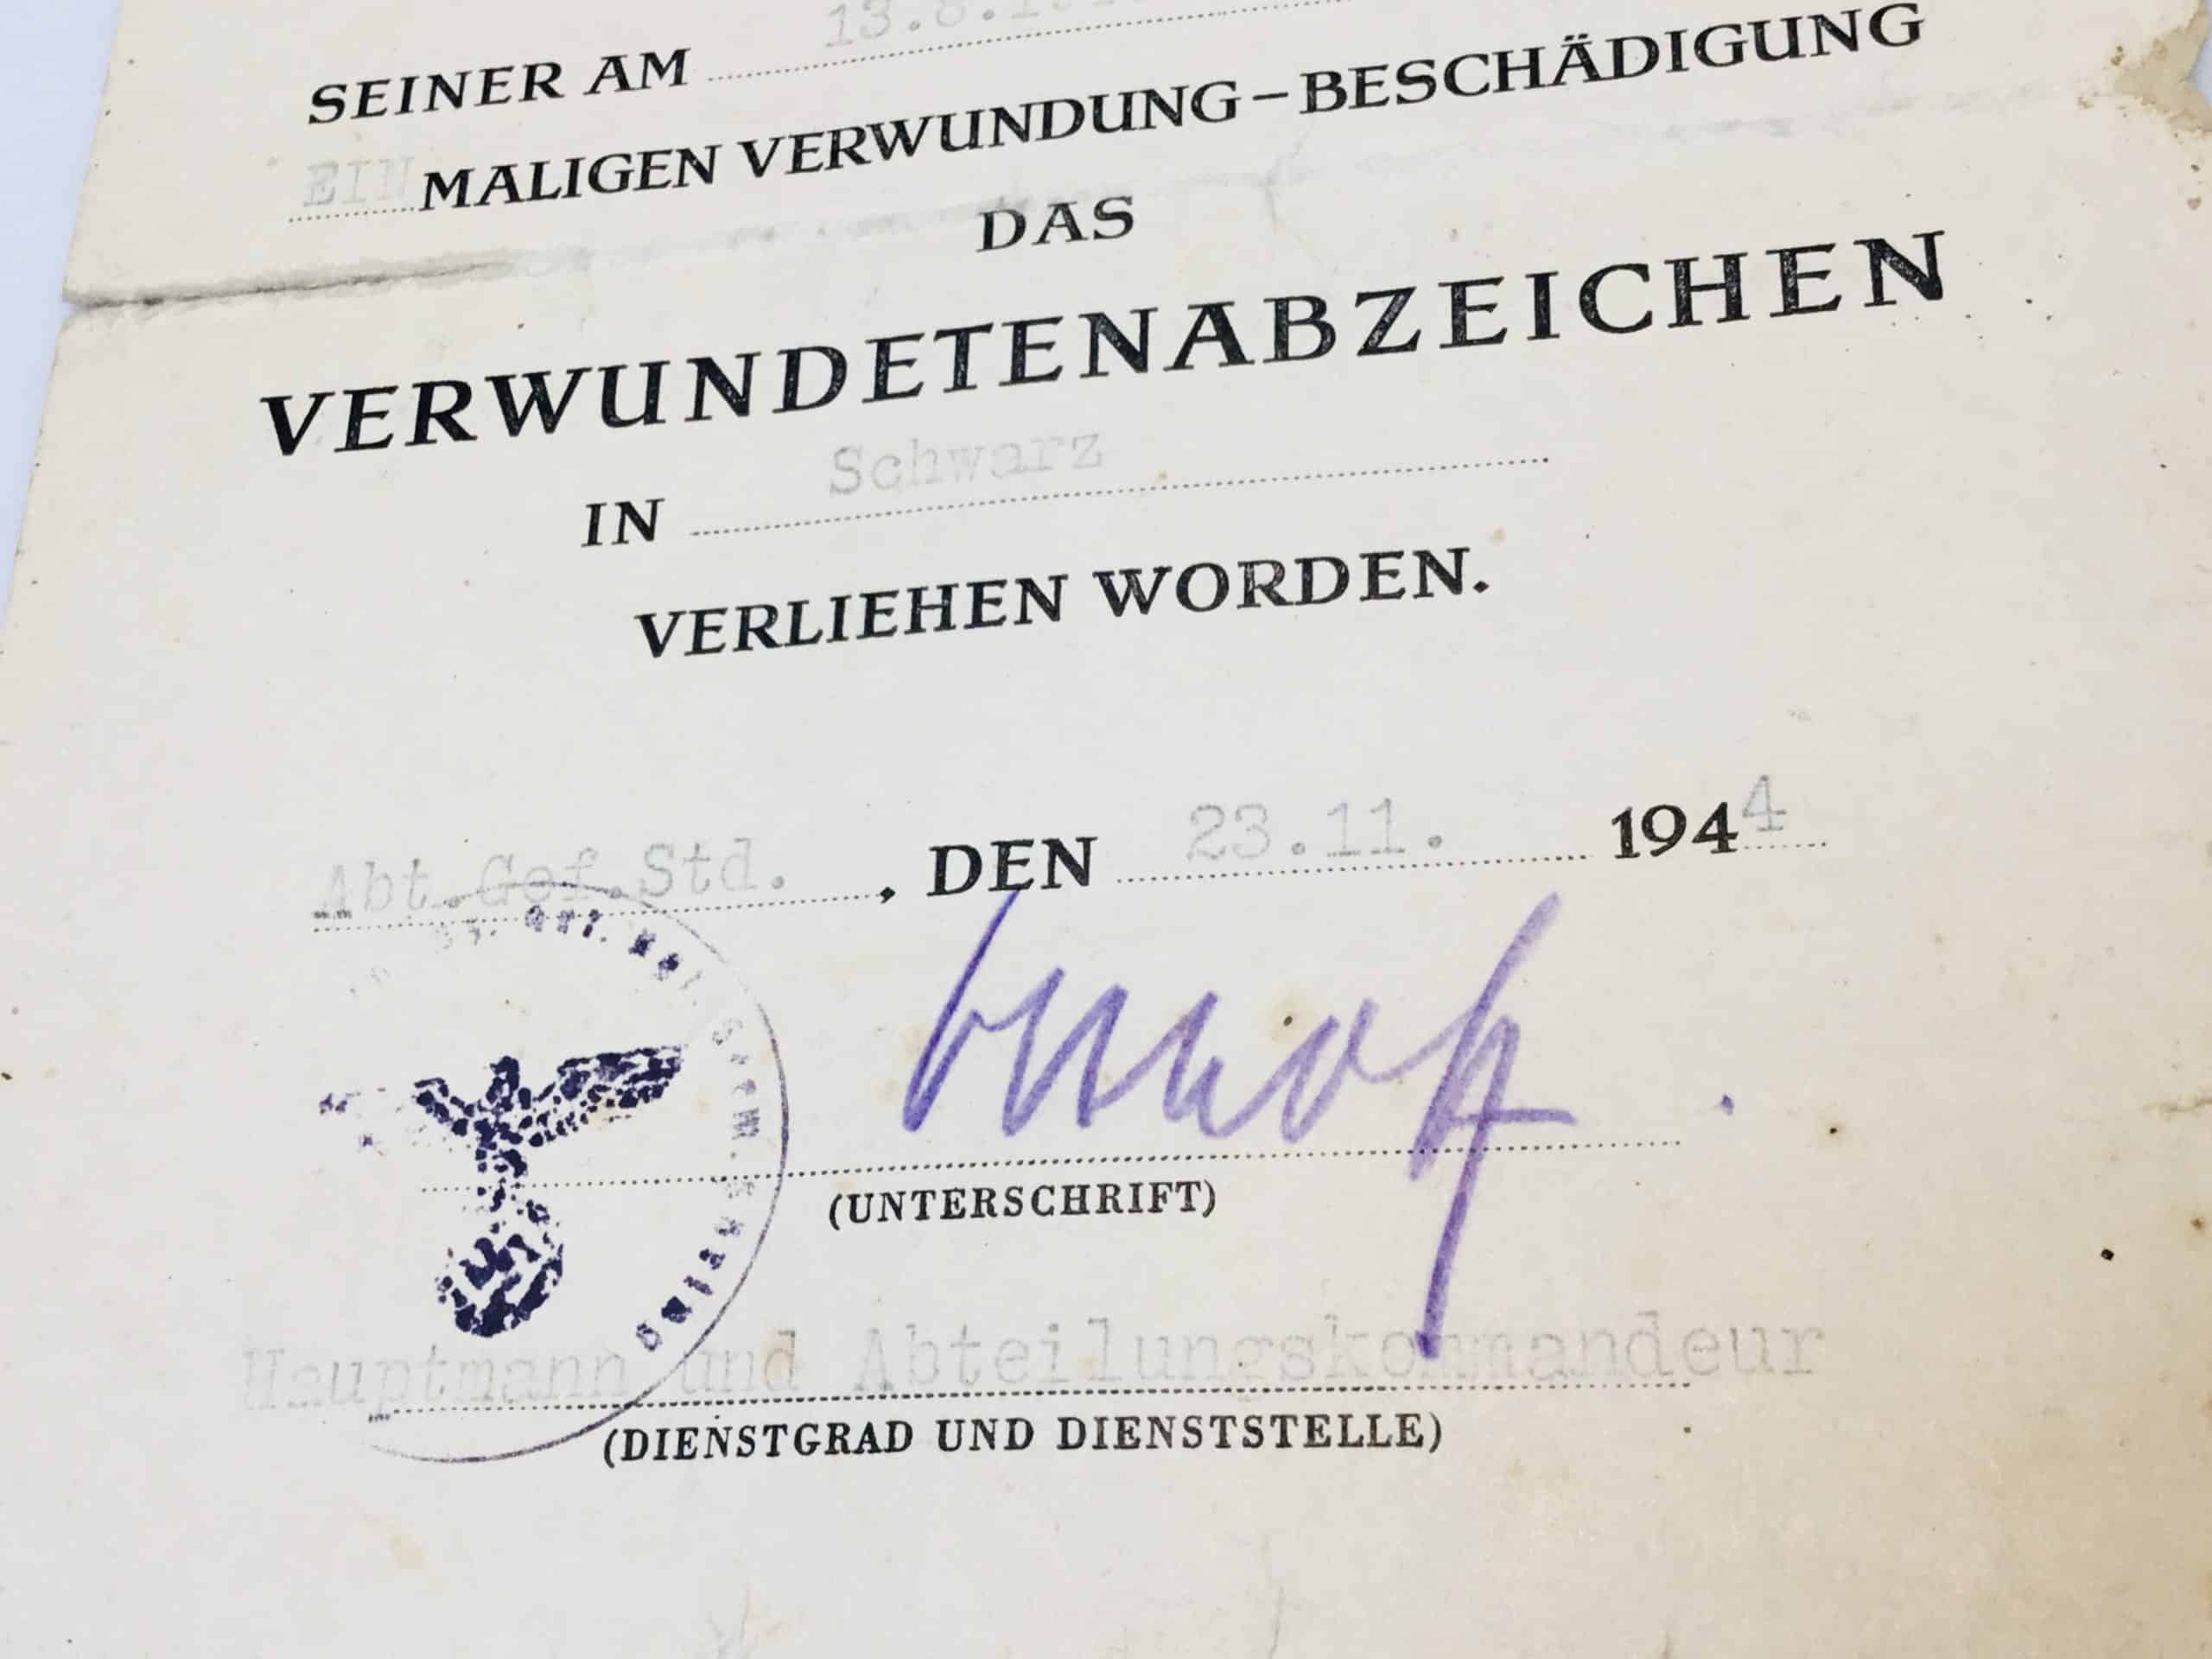 SEINER AM 13.8.1
EIN MALIGEN VERWUNDUNG-BESCHÄDIGUNG
DAS
VERWUNDETENABZEICHEN
IN Schwarz
VERLIEHEN WORDEN.
Abt.Gef.Std. , DEN 23.11. 1944
(UNTERSCHRIFT)
Hauptmann und Abteilungskommandeur
(DIENSTGRAD UND DIENSTSTELLE)